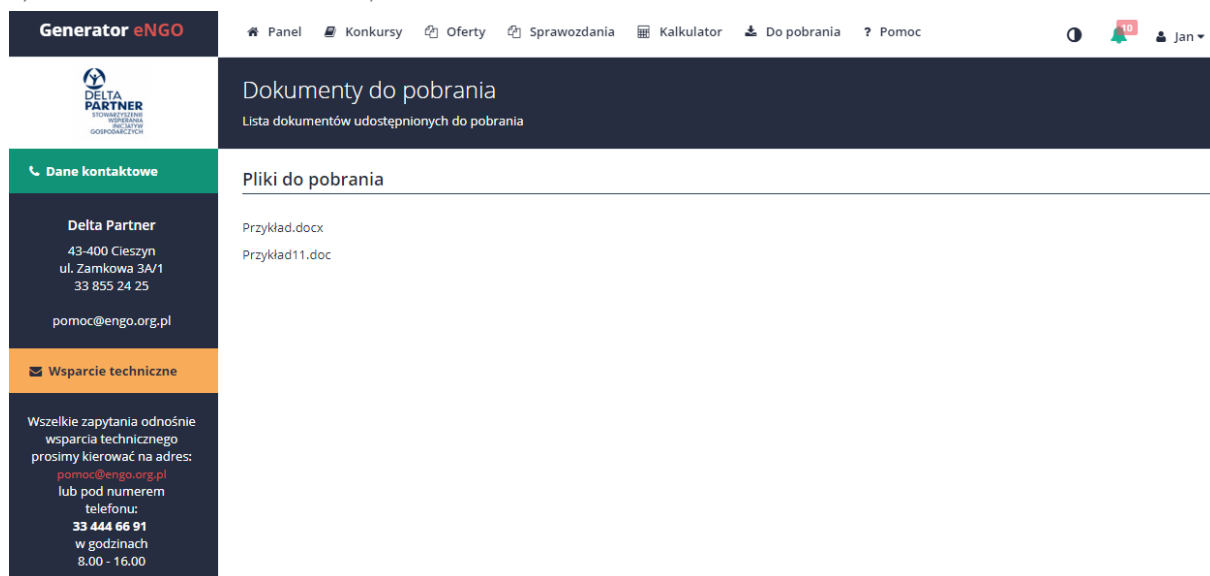 Generator eNGO
Panel Konkursy Oferty Sprawozdania Kalkulator Do pobrania ? Pomoc 10 Jan
DELTA
PARTNER
STOWARZYSZENIE
WSPIERANIA
INICJATYW
GOSPODARCZYCH
Dokumenty do pobrania
Lista dokumentów udostępnionych do pobrania
Dane kontaktowe
Delta Partner
43-400 Cieszyn
ul. Zamkowa 3A/1
33 855 24 25
pomoc@engo.org.pl
Wsparcie techniczne
Wszelkie zapytania odnośnie
wsparcia technicznego
prosimy kierować na adres:
pomoc@engo.org.pl
lub pod numerem
telefonu:
33 444 66 91
w godzinach
8.00 - 16.00
Pliki do pobrania
Przykład.docx
Przykład11.doc